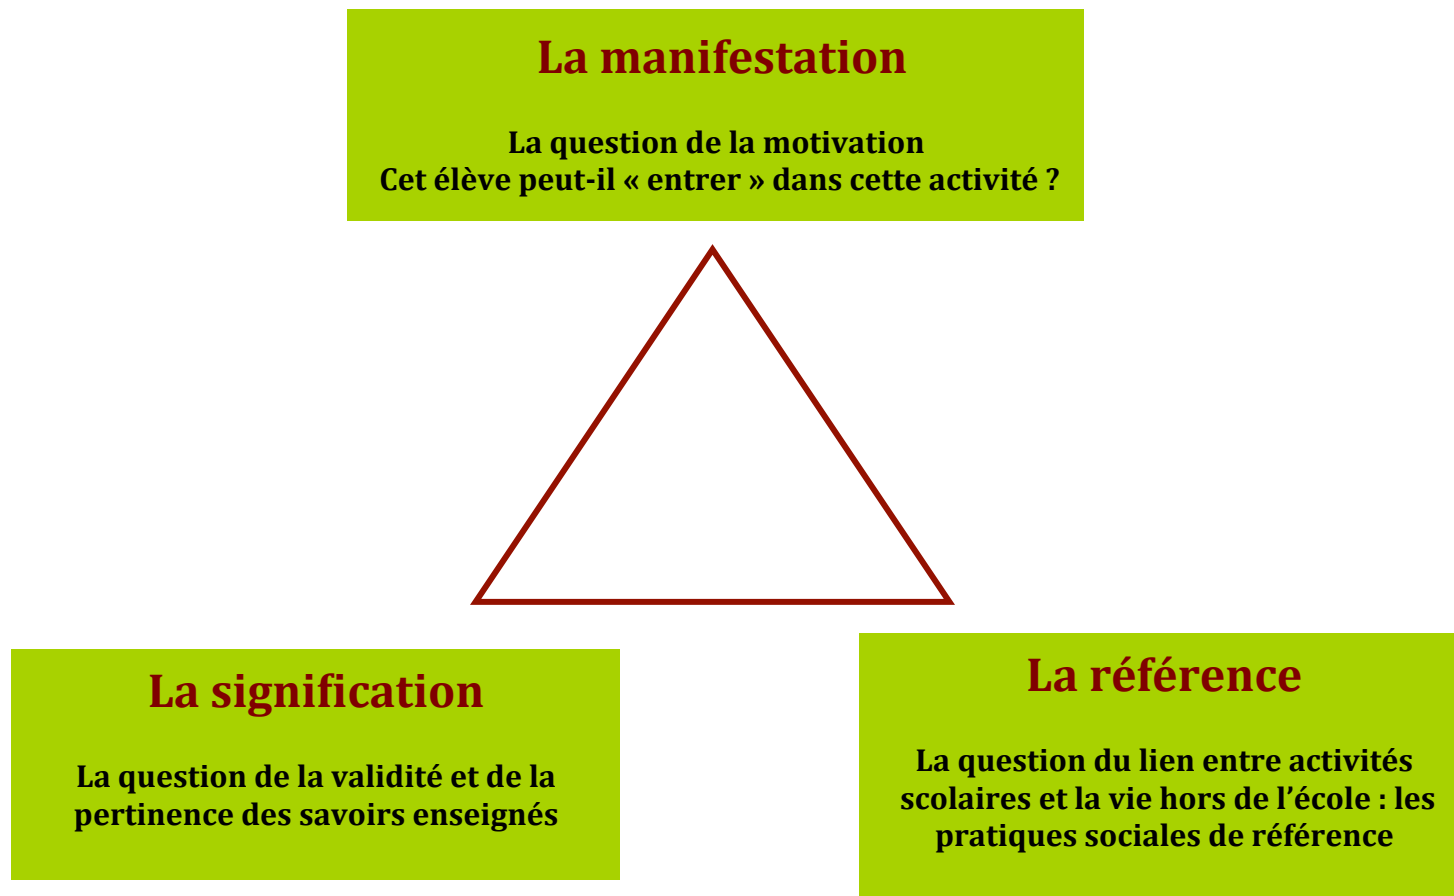 La manifestation
La question de la motivation
Cet élève peut-il « entrer » dans cette activité ?
La signification
La question de la validité et de la
pertinence des savoirs enseignés
La référence
La question du lien entre activités
scolaires et la vie hors de l’école : les
pratiques sociales de référence